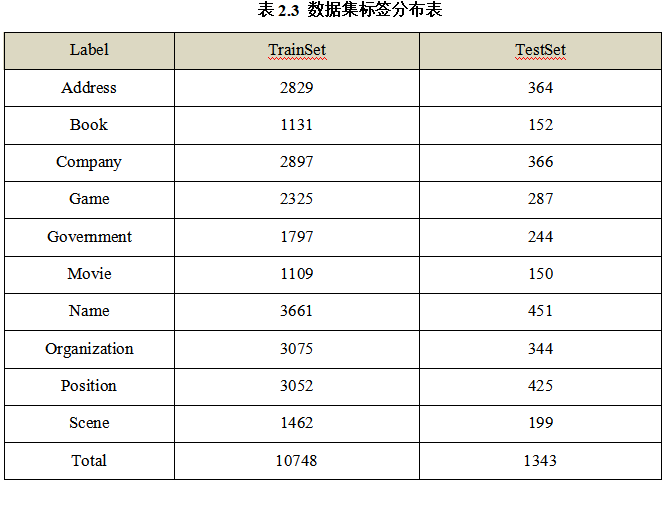 表 2.3 数据集标签分布表
Label TrainSet TestSet
Address 2829 364
Book 1131 152
Company 2897 366
Game 2325 287
Government 1797 244
Movie 1109 150
Name 3661 451
Organization 3075 344
Position 3052 425
Scene 1462 199
Total 10748 1343